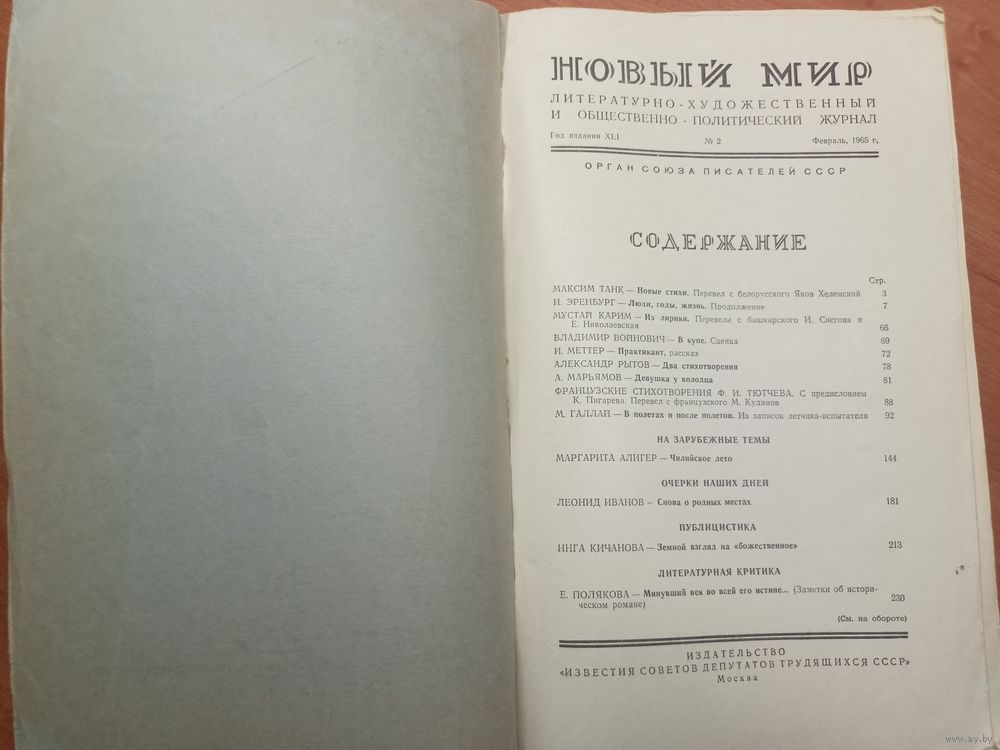 НОВЫЙ МИР
ЛИТЕРАТУРНО-ХУДОЖЕСТВЕННЫЙ
И ОБЩЕСТВЕННО-ПОЛИТИЧЕСКИЙ ЖУРНАЛ
Год издания XLI № 2 Февраль, 1965 г.
ОРГАН СОЮЗА ПИСАТЕЛЕЙ СССР
СОДЕРЖАНИЕ
Стр.
МАКСИМ ТАНК — Новые стихи. Перевел с белорусского Яков Хелемский 3
И. ЭРЕНБУРГ — Люди, годы, жизнь. Продолжение 7
МУСТАЙ КАРИМ — Из лирики. Перевели с башкирского И. Снегова и
Е. Николаевская 66
ВЛАДИМИР ВОЙНОВИЧ — В купе. Сценка 69
И. МЕТТЕР — Практикант, рассказ 72
АЛЕКСАНДР РЫТОВ — Два стихотворения 78
А. МАРЬЯМОВ — Девушка у колодца 81
ФРАНЦУЗСКИЕ СТИХОТВОРЕНИЯ Ф. И. ТЮТЧЕВА. С предисловием
К. Пигарева. Перевел с французского М. Кудинов 88
М. ГАЛЛАЙ — В полетах и после полетов. Из записок летчика-испытателя 92
НА ЗАРУБЕЖНЫЕ ТЕМЫ
МАРГАРИТА АЛИГЕР — Чилийское лето 144
ОЧЕРКИ НАШИХ ДНЕЙ
ЛЕОНИД ИВАНОВ — Снова о родных местах 181
ПУБЛИЦИСТИКА
ИНГА КИЧАНОВА — Земной взгляд на «божественное» 213
ЛИТЕРАТУРНАЯ КРИТИКА
Е. ПОЛЯКОВА — Минувший век во всей его истине... (Заметки об истори-
ческом романе) 230
(См. на обороте)
ИЗДАТЕЛЬСТВО
«ИЗВЕСТИЯ СОВЕТОВ ДЕПУТАТОВ ТРУДЯЩИХСЯ СССР»
Москва
www.ay.by